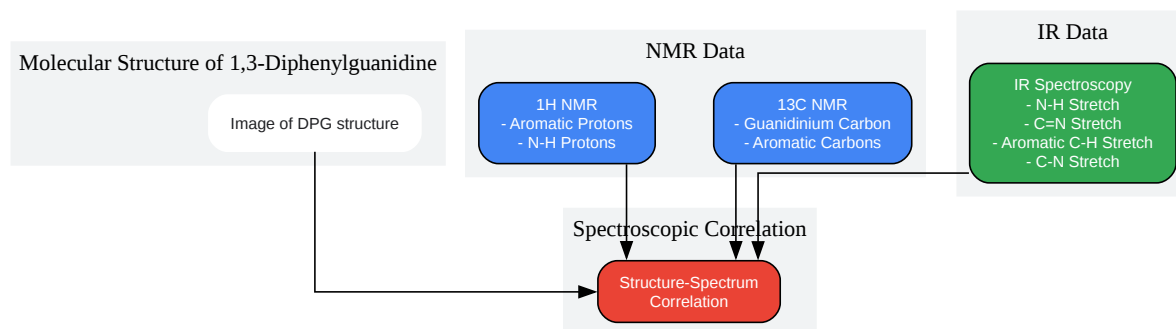 Molecular Structure of 1,3-Diphenylguanidine
Image of DPG structure
NMR Data
1H NMR
- Aromatic Protons
- N-H Protons
13C NMR
- Guanidinium Carbon
- Aromatic Carbons
IR Data
IR Spectroscopy
- N-H Stretch
- C=N Stretch
- Aromatic C-H Stretch
- C-N Stretch
Spectroscopic Correlation
Structure-Spectrum
Correlation